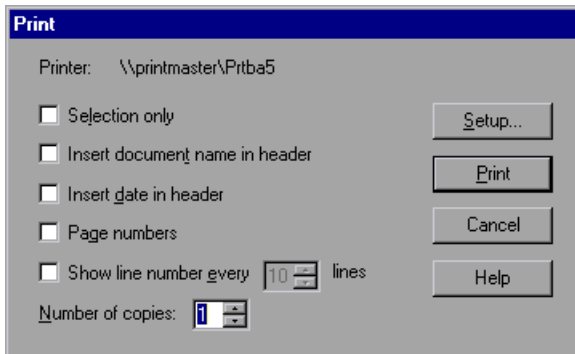 Print
Printer: \\printmaster\Prtba5
Selection only
Insert document name in header
Insert date in header
Page numbers
Show line number every 10 lines
Number of copies: 1
Setup...
Print
Cancel
Help